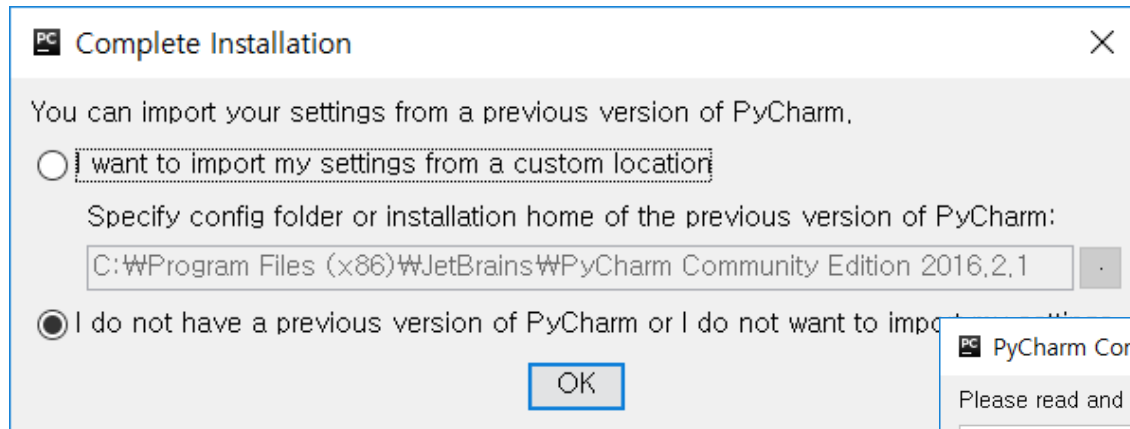 PC Complete Installation
You can import your settings from a previous version of PyCharm,
I want to import my settings from a custom location
Specify config folder or installation home of the previous version of PyCharm:
C:₩Program Files (x86)₩JetBrains₩PyCharm Community Edition 2016,2,1
I do not have a previous version of PyCharm or I do not want to
OK
PC PyCharm
Please read and